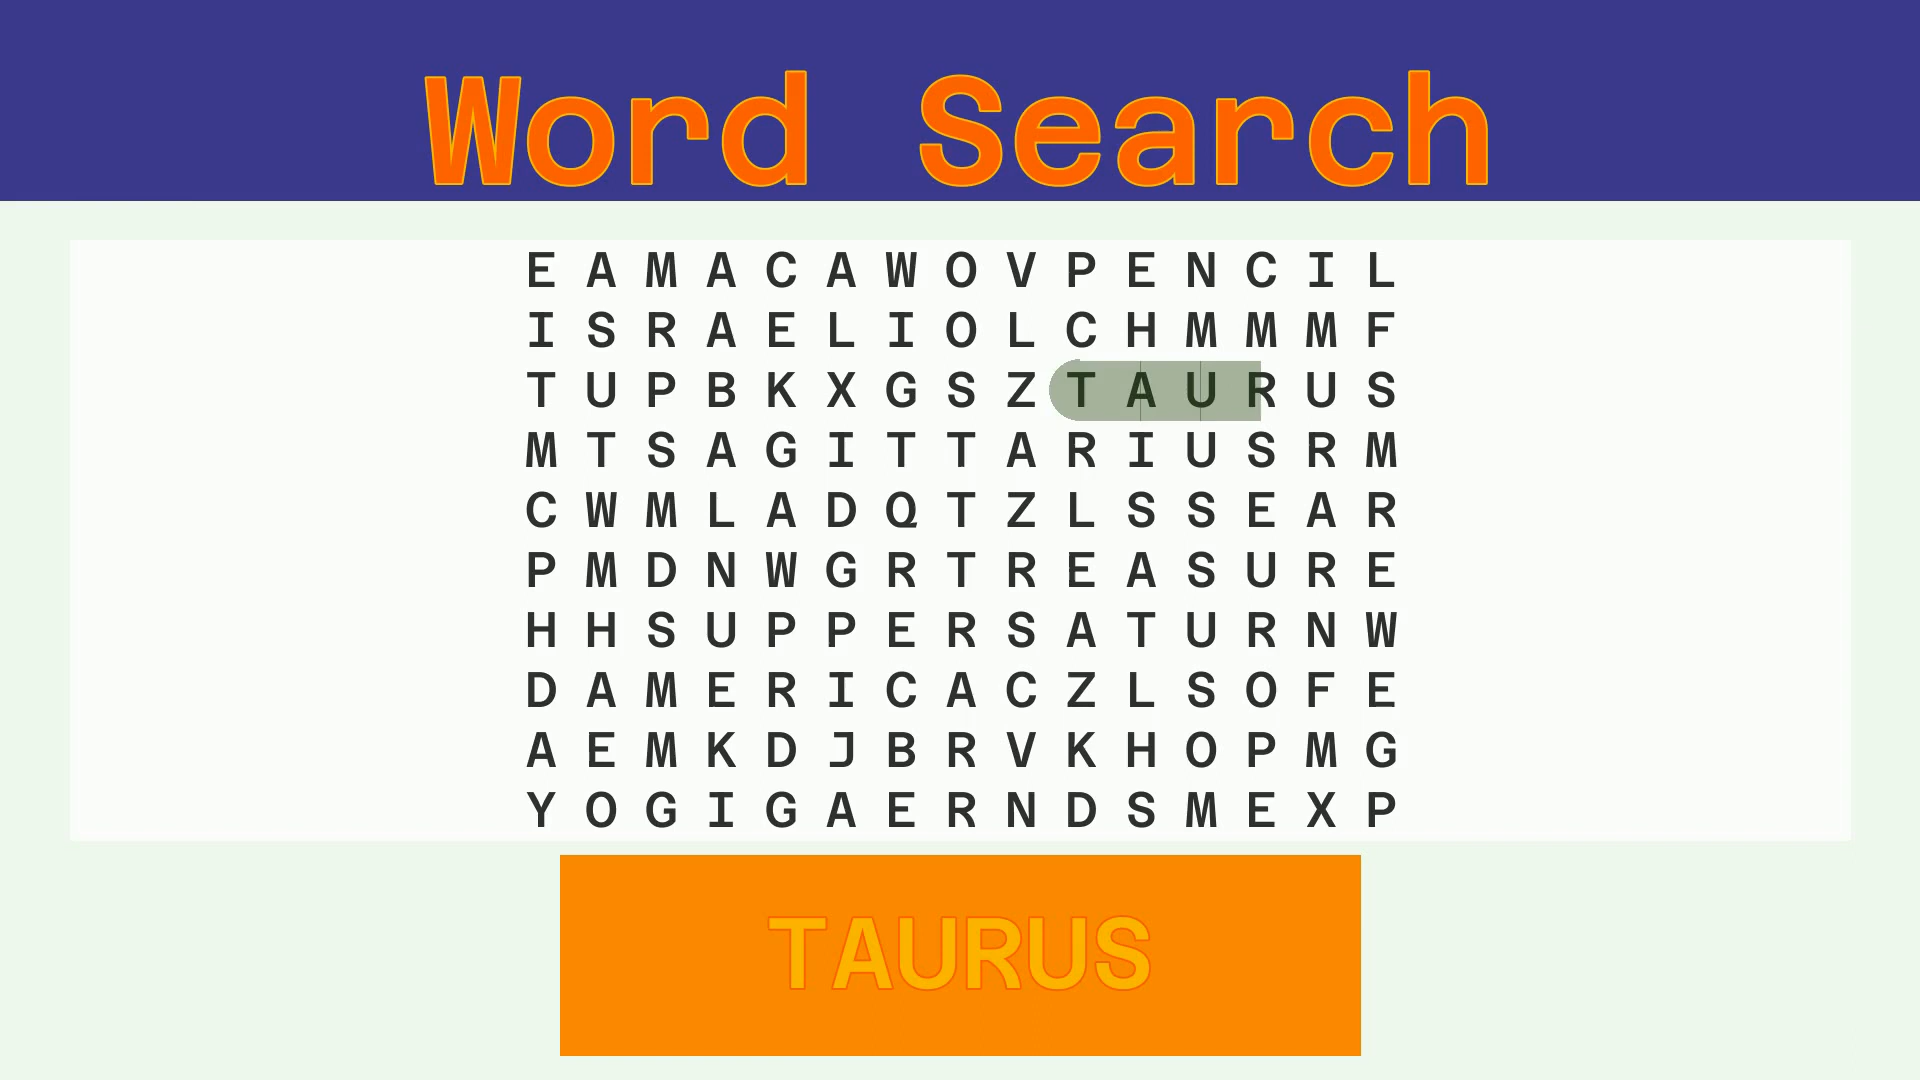 Word Search
E A M A C A W O V P E N C I L
I S R A E L I O L C H M M M F
T U P B K X G S Z T A U R U S
M T S A G I T T A R I U S R M
C W M L A D Q T Z L S S E A R
P M D N W G R T R E A S U R E
H H S U P P E R S A T U R N W
D A M E R I C A C Z L S O F E
A E M K D J B R V K H O P M G
Y O G I G A E R N D S M E X P
TAURUS